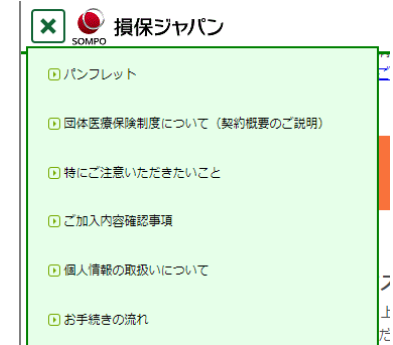 SOMPO 損保ジャパン
パンフレット
団体医療保険制度について（契約概要のご説明）
特にご注意いただきたいこと
ご加入内容確認事項
個人情報の取扱いについて
お手続きの流れ